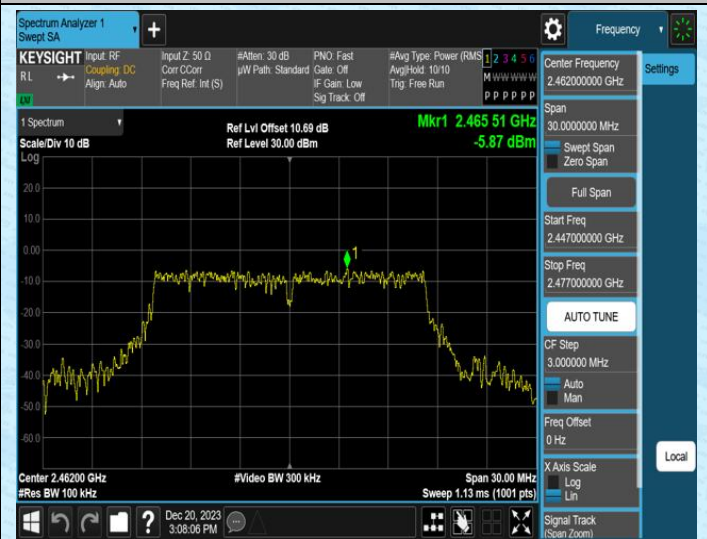 Spectrum Analyzer 1
Swept SA
Frequency
KEYSIGHT
RL
Input: RF
Coupling: DC
Align: Auto
Input Z: 50 Ω
Corr CCorr
Freq Ref: Int (S)
#Atten: 30 dB
µW Path: Standard
PNO: Fast
Gate: Off
IF Gain: Low
Sig Track: Off
#Avg Type: Power (RMS
Avg|Hold: 10/10
Trig: Free Run
1 2 3 4 5 6
M W W W W W
P P P P P P
1 Spectrum
Scale/Div 10 dB
Log
Ref Lvl Offset 10.69 dB
Ref Level 30.00 dBm
Mkr1 2.465 51 GHz
-5.87 dBm
20.0
10.0
0.00
-10.0
-20.0
-30.0
-40.0
-50.0
-60.0
1
Center 2.46200 GHz
#Res BW 100 kHz
#Video BW 300 kHz
Span 30.00 MHz
Sweep 1.13 ms (1001 pts)
Center Frequency
2.462000000 GHz
Settings
Span
30.0000000 MHz
Swept Span
Zero Span
Full Span
Start Freq
2.447000000 GHz
Stop Freq
2.477000000 GHz
AUTO TUNE
CF Step
3.000000 MHz
Auto
Man
Freq Offset
0 Hz
X Axis Scale
Log
Lin
Local
Signal Track
(Span Zoom)
?
Dec 20, 2023
3:08:06 PM